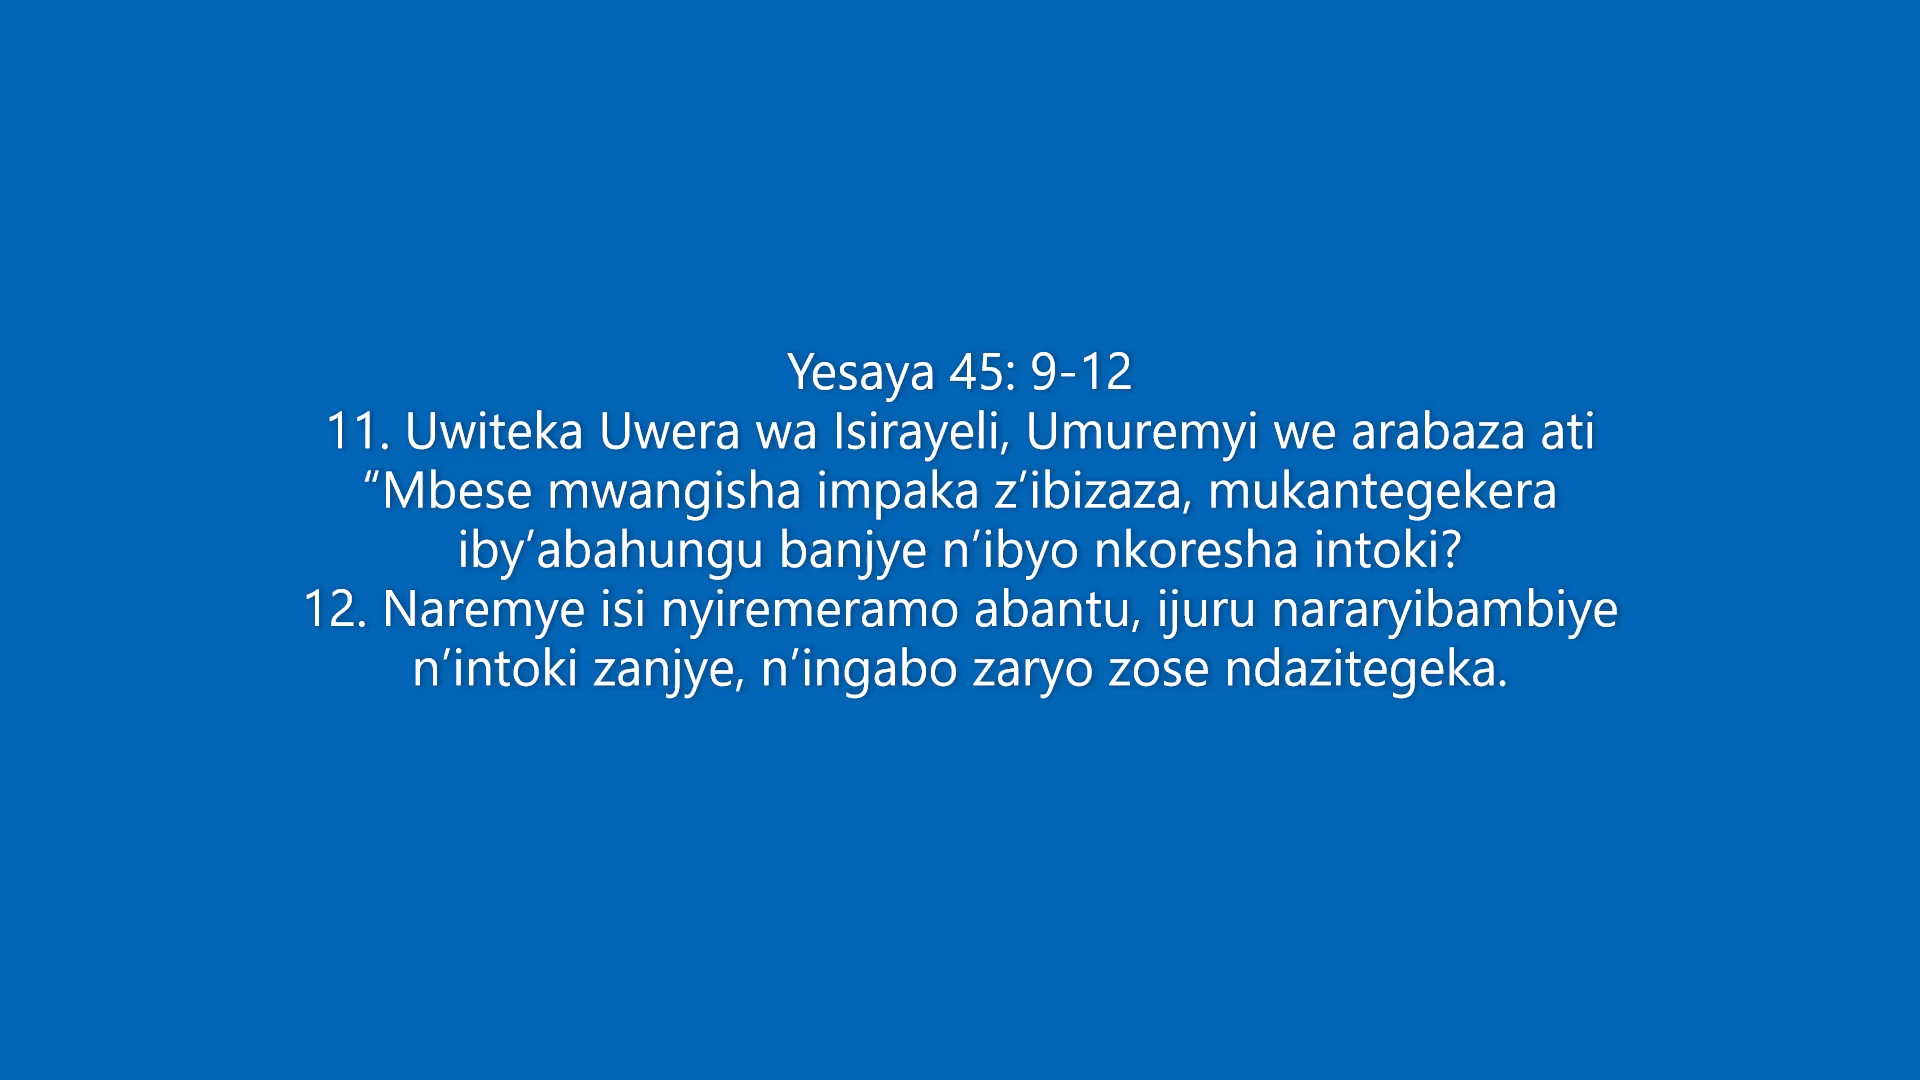 Yesaya 45: 9-12
11. Uwiteka Uwera wa Isirayeli, Umuremyi we arabaza ati
“Mbese mwangisha impaka z’ibizaza, mukantegekera
iby’abahungu banjye n’ibyo nkoresha intoki?
12. Naremye isi nyiremeramo abantu, ijuru nararyibambiye
n’intoki zanjye, n’ingabo zaryo zose ndazitegeka.